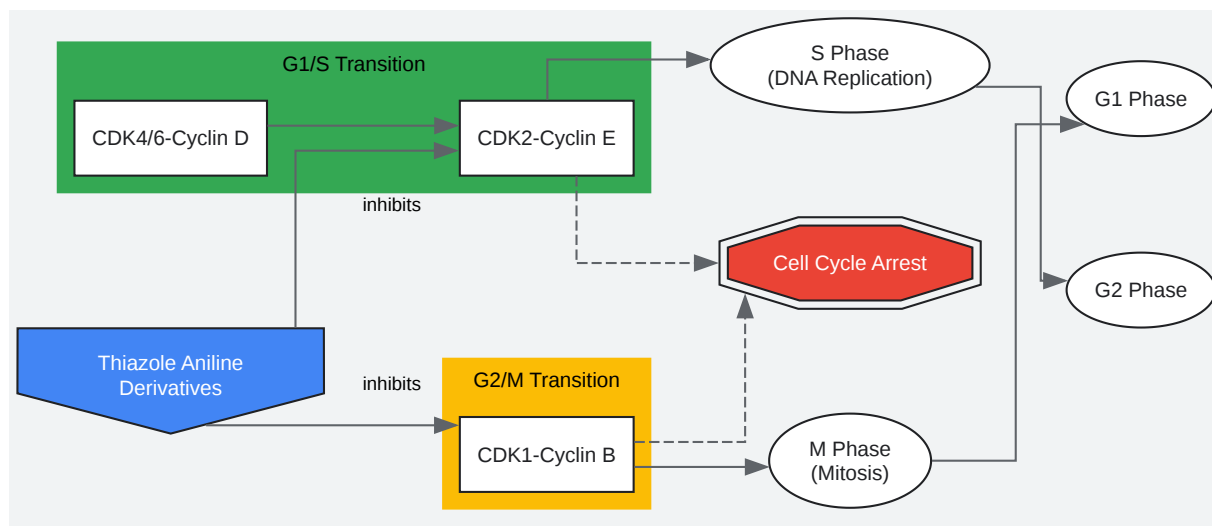 G1/S Transition
CDK4/6-Cyclin D
CDK2-Cyclin E
S Phase
(DNA Replication)
G1 Phase
inhibits
Cell Cycle Arrest
G2 Phase
Thiazole Aniline
Derivatives
inhibits
G2/M Transition
CDK1-Cyclin B
M Phase
(Mitosis)